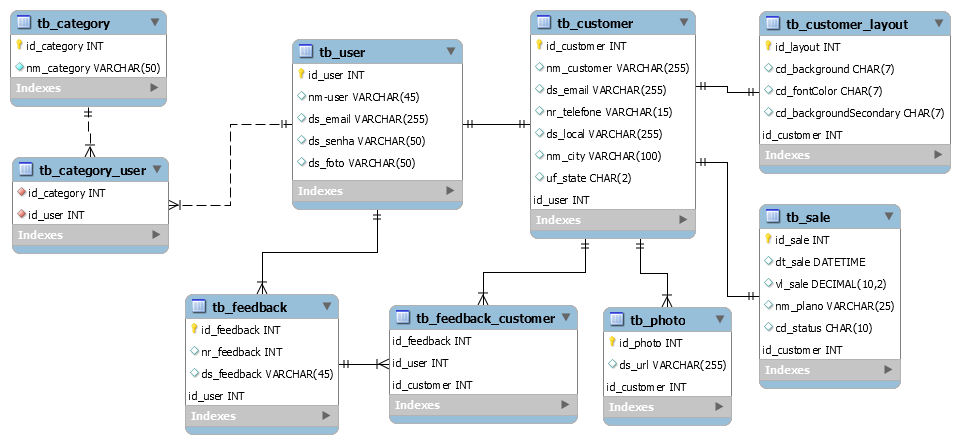 tb_category
id_category INT
nm_category VARCHAR(50)
Indexes
tb_category_user
id_category INT
id_user INT
Indexes
tb_user
id_user INT
nm-user VARCHAR(45)
ds_email VARCHAR(255)
ds_senha VARCHAR(50)
ds_foto VARCHAR(50)
Indexes
tb_customer
id_customer INT
nm_customer VARCHAR(255)
ds_email VARCHAR(255)
nr_telefone VARCHAR(15)
ds_local VARCHAR(255)
nm_city VARCHAR(100)
uf_state CHAR(2)
id_user INT
Indexes
tb_customer_layout
id_layout INT
cd_background CHAR(7)
cd_fontColor CHAR(7)
cd_backgroundSecondary CHAR(7)
id_customer INT
Indexes
tb_sale
id_sale INT
dt_sale DATETIME
vl_sale DECIMAL(10,2)
nm_plano VARCHAR(25)
cd_status CHAR(10)
id_customer INT
Indexes
tb_feedback
id_feedback INT
nr_feedback INT
ds_feedback VARCHAR(45)
id_user INT
Indexes
tb_feedback_customer
id_feedback INT
id_user INT
id_customer INT
Indexes
tb_photo
id_photo INT
ds_url VARCHAR(255)
id_customer INT
Indexes